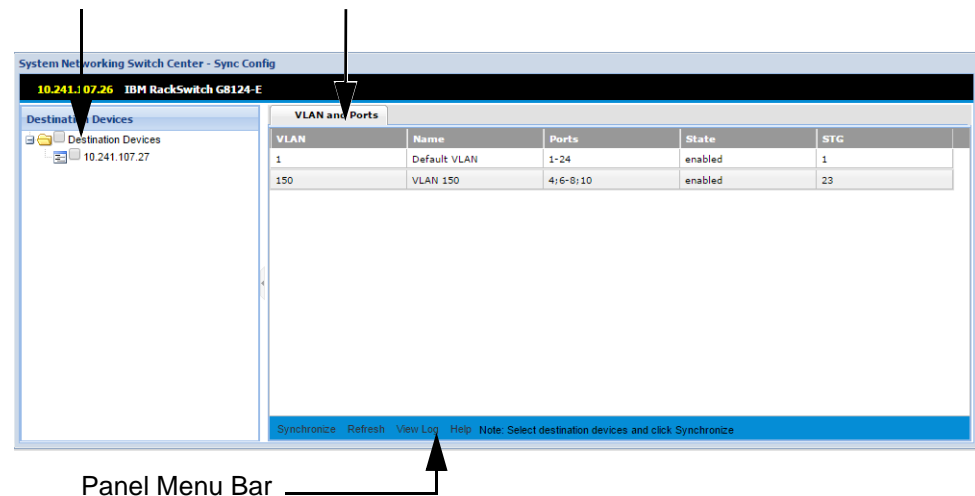 System Networking Switch Center - Sync Config
10.241.107.26 IBM RackSwitch G8124-E
Destination Devices
VLAN and Ports
Destination Devices
10.241.107.27
VLAN Name Ports State STG
1 Default VLAN 1-24 enabled 1
150 VLAN 150 4;6-8;10 enabled 23
Synchronize Refresh View Log Help Note: Select destination devices and click Synchronize
Panel Menu Bar